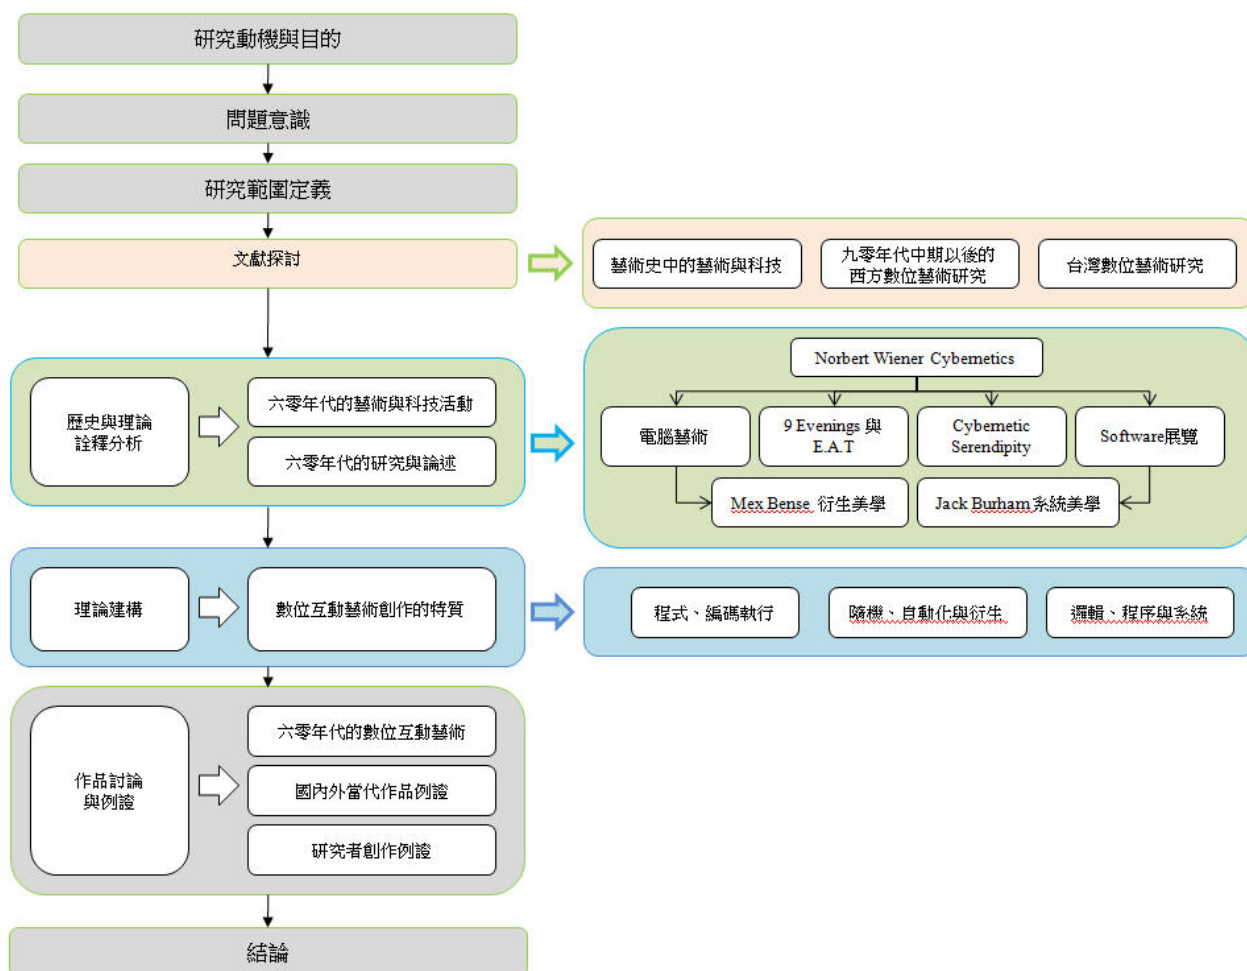 研究動機與目的
問題意識
研究範圍定義
文獻探討
藝術史中的藝術與科技
九零年代中期以後的
西方數位藝術研究
台灣數位藝術研究
歷史與理論
詮釋分析
六零年代的藝術與科技活動
六零年代的研究與論述
Norbert Wiener Cybernetics
電腦藝術
9 Evenings 與
E.A.T
Cybernetic
Serendipity
Software展覽
Mex Bense 衍生美學
Jack Burham系統美學
理論建構
數位互動藝術創作的特質
程式、編碼執行
隨機、自動化與衍生
邏輯、程序與系統
作品討論
與例證
六零年代的數位互動藝術
國內外當代作品例證
研究者創作例證
結論